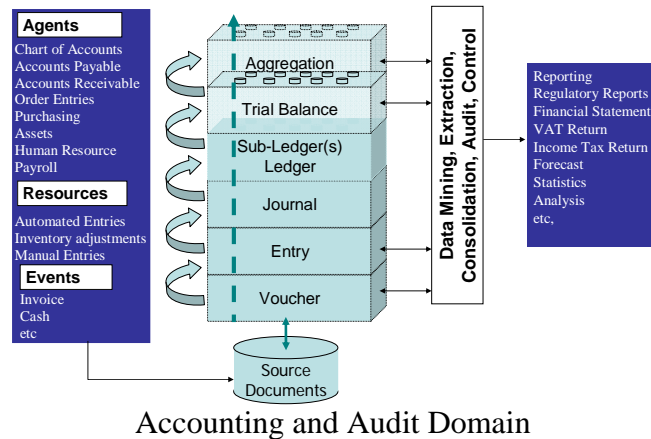 Agents
Chart of Accounts
Accounts Payable
Accounts Receivable
Order Entries
Purchasing
Assets
Human Resource
Payroll
Resources
Automated Entries
Inventory adjustments
Manual Entries
Events
Invoice
Cash
etc
Aggregation
Trial Balance
Sub-Ledger(s)
Ledger
Journal
Entry
Voucher
Source
Documents
Data Mining, Extraction,
Consolidation, Audit, Control
Reporting
Regulatory Reports
Financial Statement
VAT Return
Income Tax Return
Forecast
Statistics
Analysis
etc,
Accounting and Audit Domain